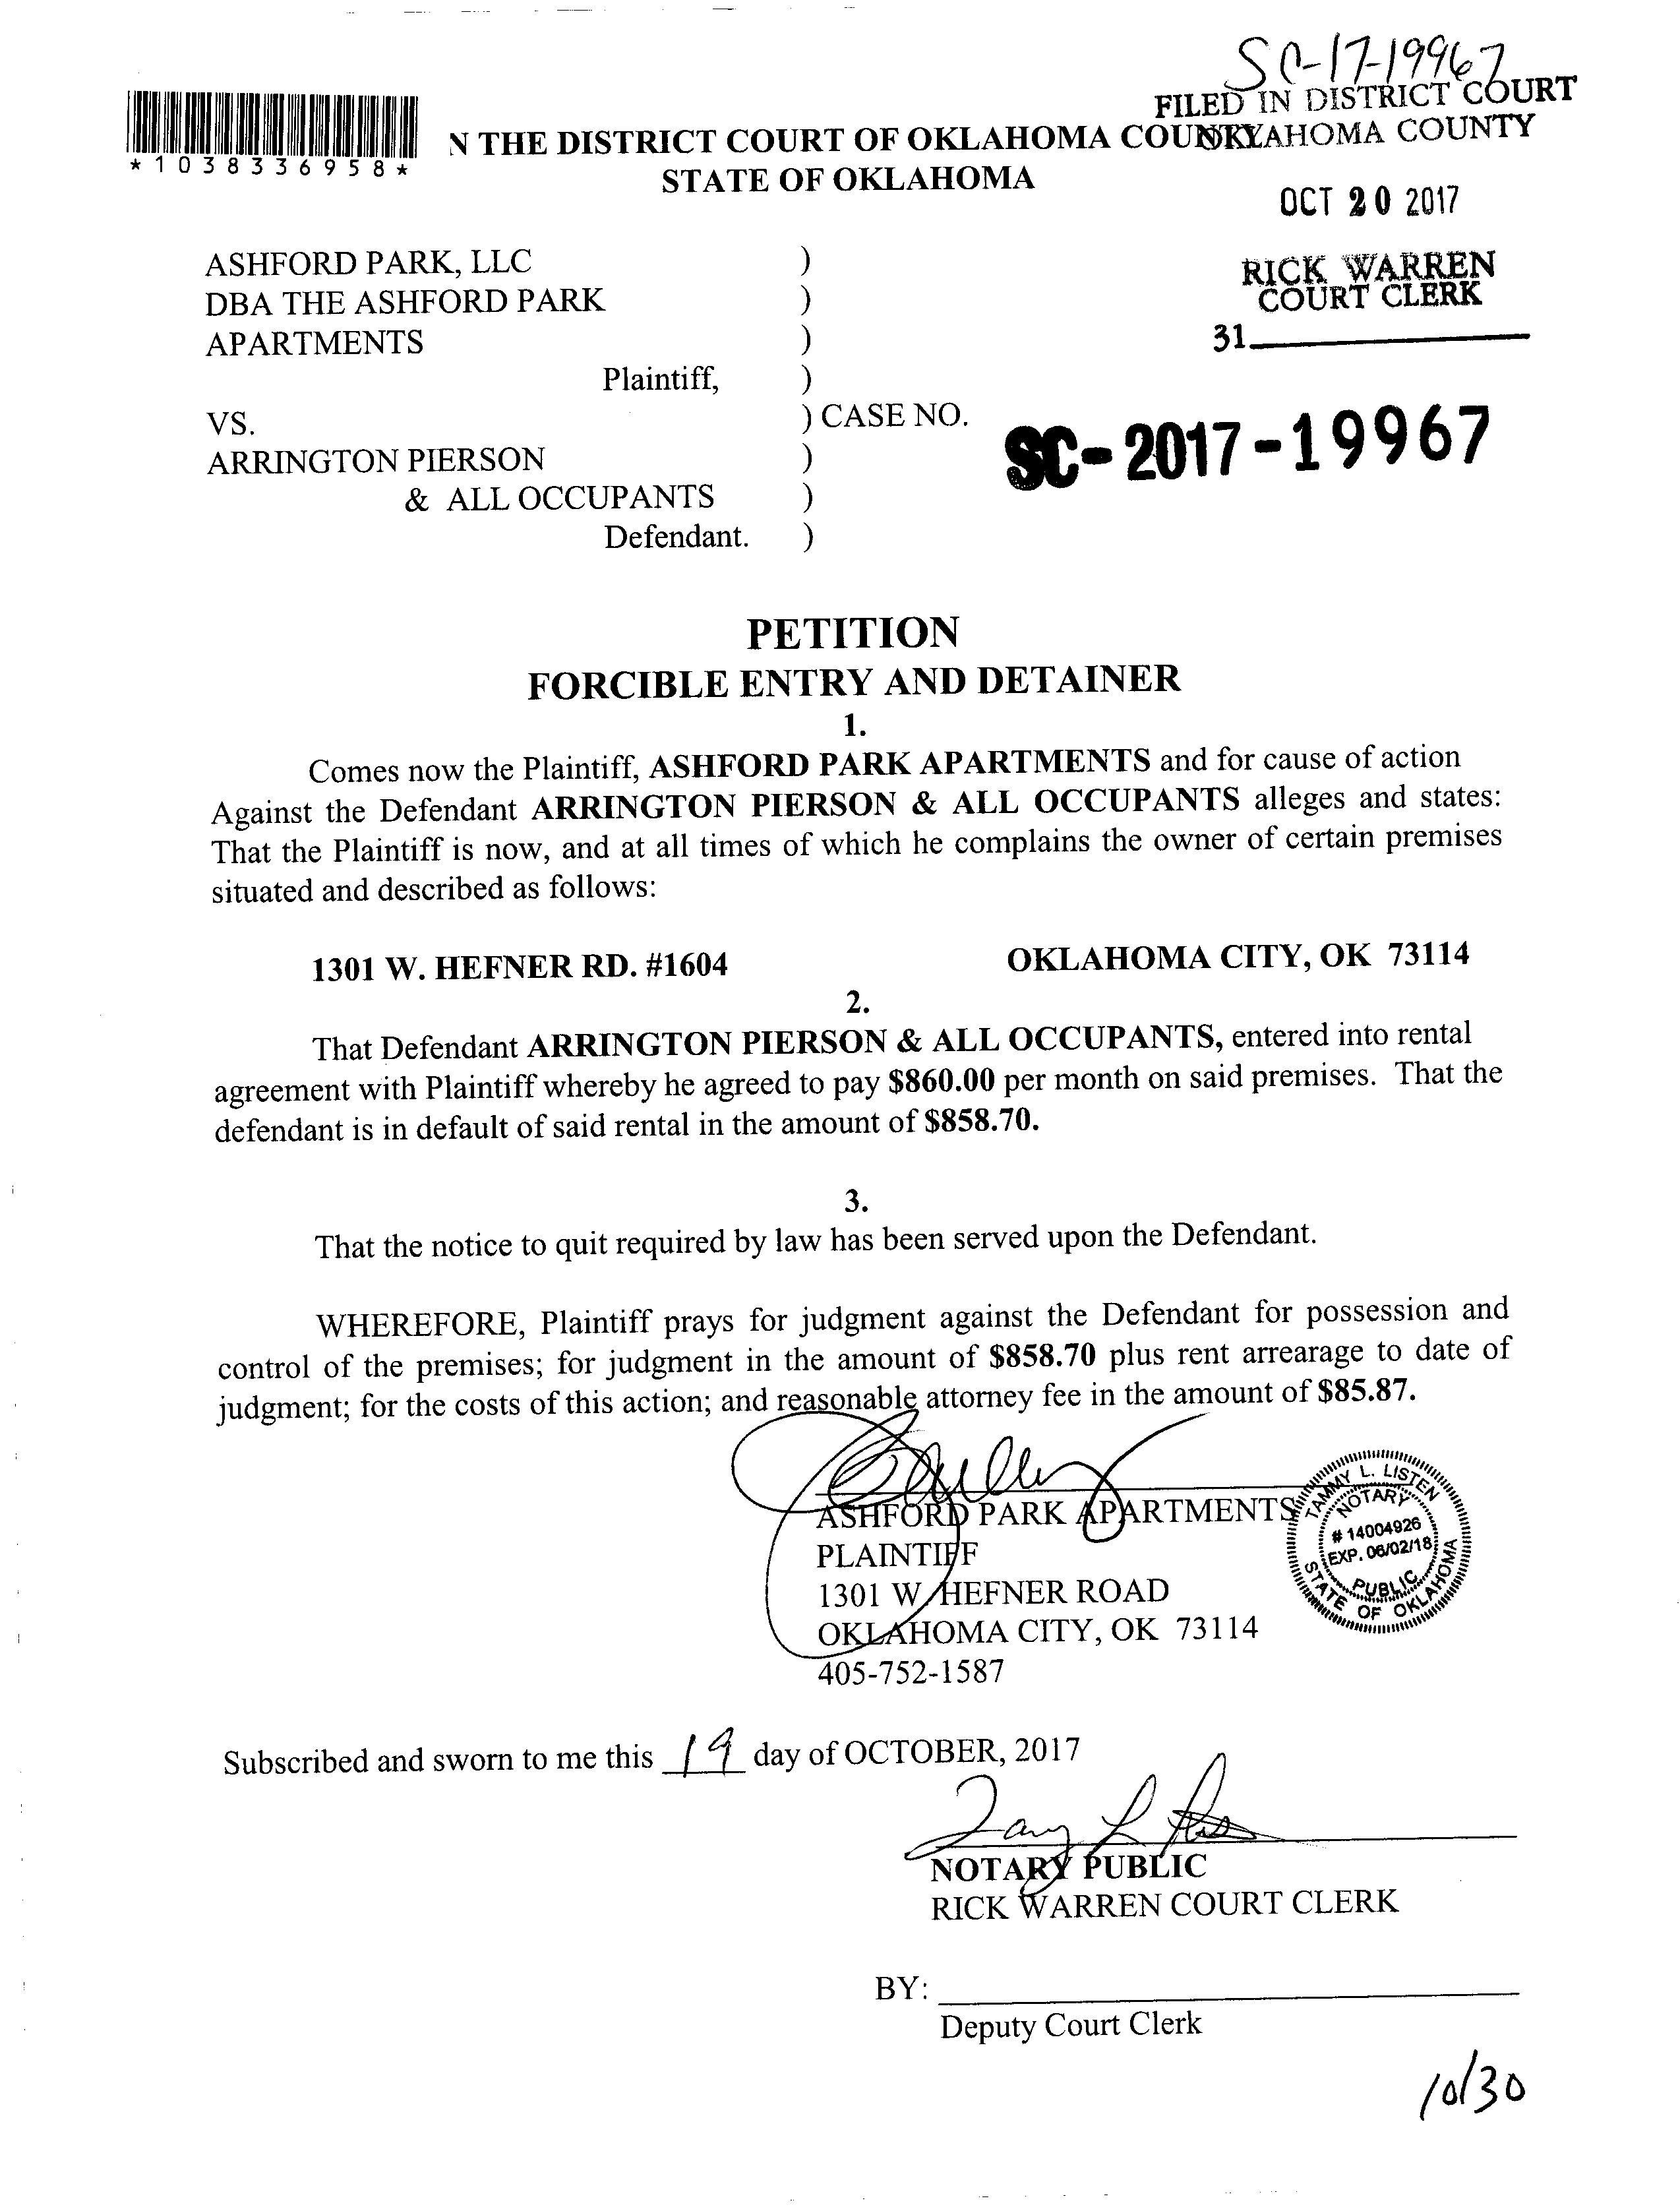 SC-17-19967
FILED IN DISTRICT COURT
OKLAHOMA COUNTY
*1038336958*
N THE DISTRICT COURT OF OKLAHOMA COUNTY
STATE OF OKLAHOMA
OCT 20 2017
RICK WARREN
COURT CLERK
31
ASHFORD PARK, LLC )
DBA THE ASHFORD PARK )
APARTMENTS )
Plaintiff, )
VS. ) CASE NO. SC-2017-19967
ARRINGTON PIERSON )
& ALL OCCUPANTS )
Defendant. )
PETITION
FORCIBLE ENTRY AND DETAINER
1.
Comes now the Plaintiff, ASHFORD PARK APARTMENTS and for cause of action
Against the Defendant ARRINGTON PIERSON & ALL OCCUPANTS alleges and states:
That the Plaintiff is now, and at all times of which he complains the owner of certain premises
situated and described as follows:
1301 W. HEFNER RD. #1604 OKLAHOMA CITY, OK 73114
2.
That Defendant ARRINGTON PIERSON & ALL OCCUPANTS, entered into rental
agreement with Plaintiff whereby he agreed to pay $860.00 per month on said premises. That the
defendant is in default of said rental in the amount of $858.70.
3.
That the notice to quit required by law has been served upon the Defendant.
WHEREFORE, Plaintiff prays for judgment against the Defendant for possession and
control of the premises; for judgment in the amount of $858.70 plus rent arrearage to date of
judgment; for the costs of this action; and reasonable attorney fee in the amount of $85.87.
ASHFORD PARK APARTMENTS
PLAINTIFF
1301 W HEFNER ROAD
OKLAHOMA CITY, OK 73114
405-752-1587
TAMMY L. LISTEN
NOTARY
# 14004926
EXP. 06/02/18
PUBLIC
STATE OF OKLAHOMA
Subscribed and sworn to me this 19 day of OCTOBER, 2017
NOTARY PUBLIC
RICK WARREN COURT CLERK
BY:
Deputy Court Clerk
10/30